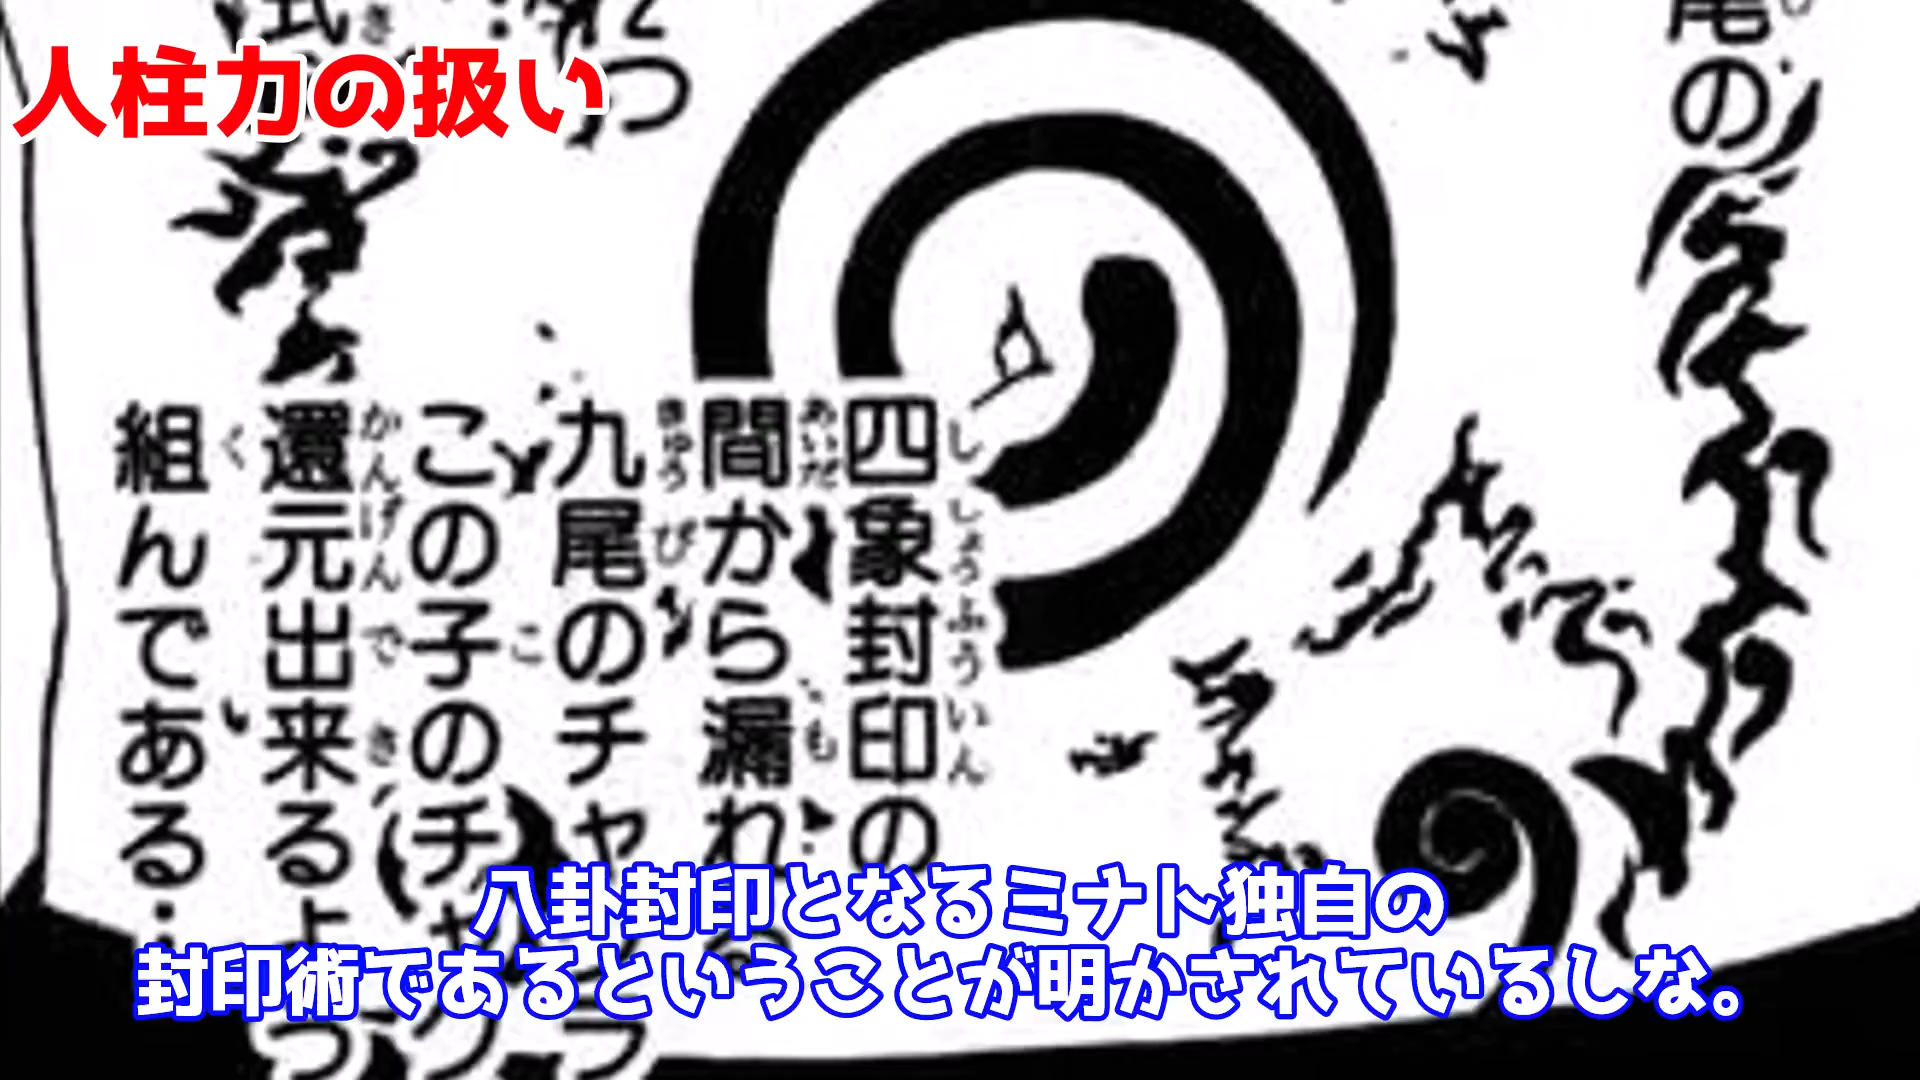 人柱力の扱い
尾の
四象封印の
間から漏れ
九尾のチャ
この子のチャ
還元出来るよ
組んである…
八卦封印となるミナト独自の
封印術であるということが明かされているしな。